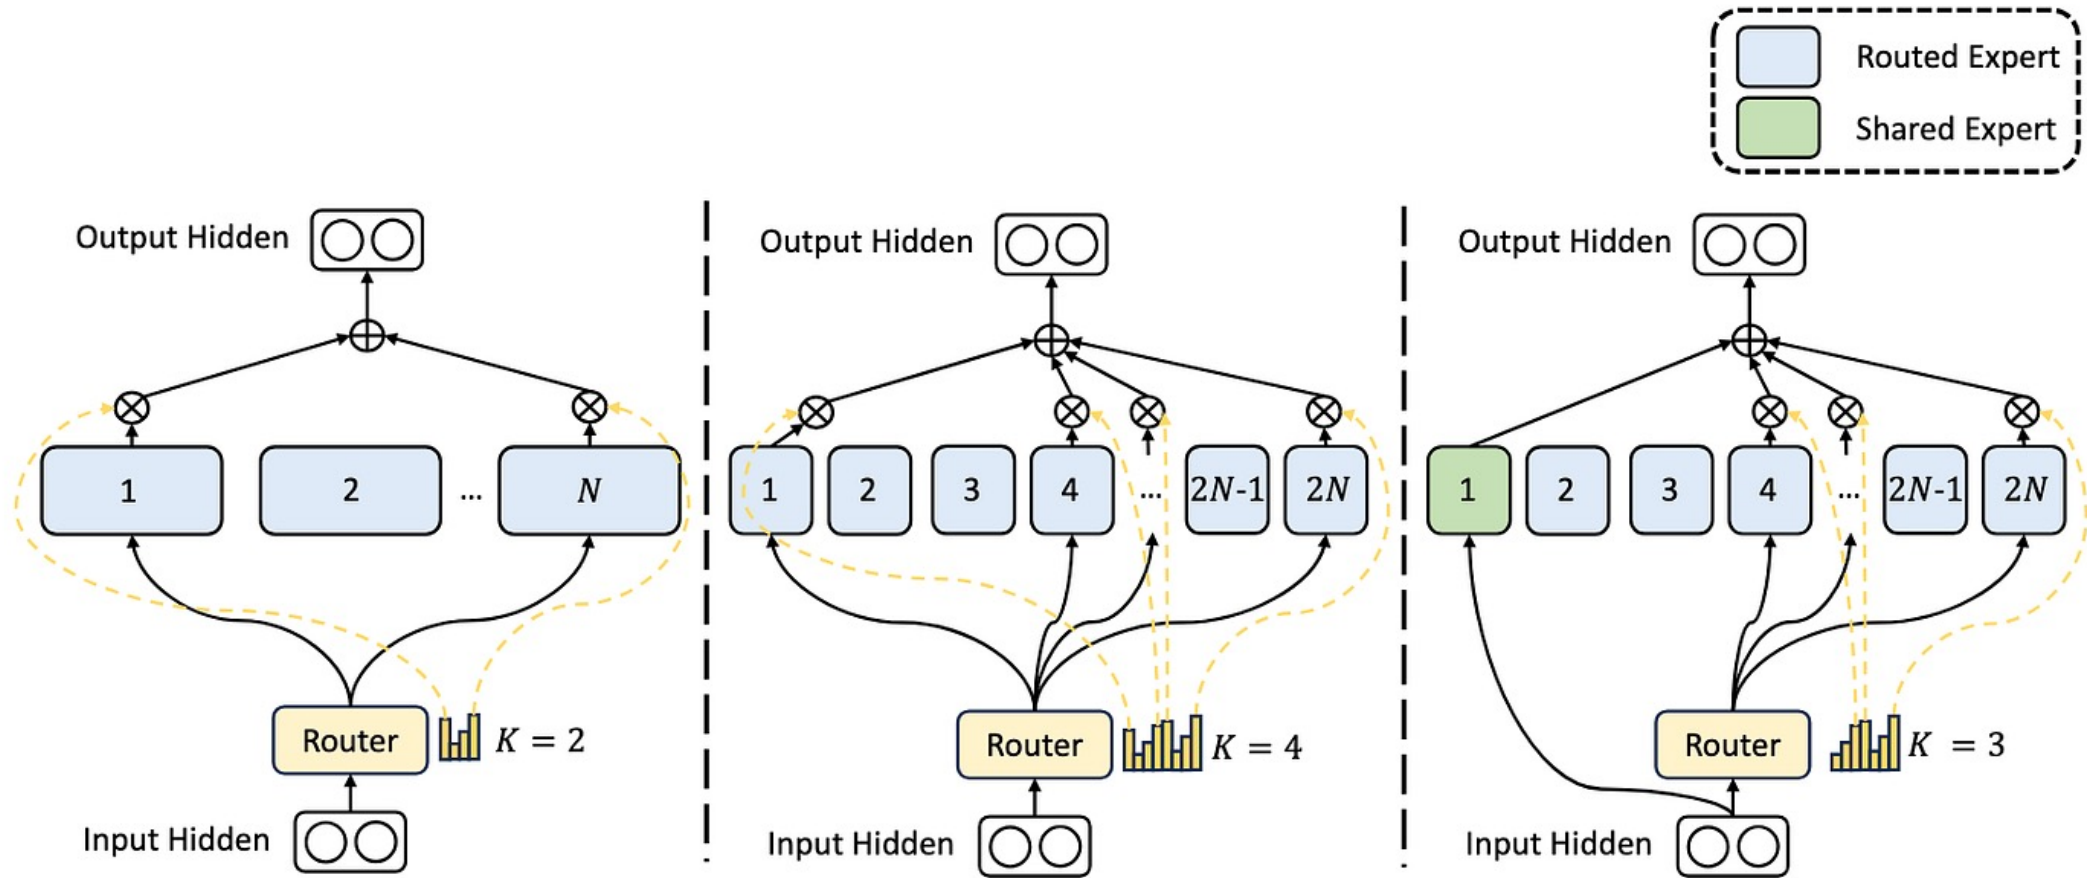 Routed Expert
Shared Expert
Output Hidden
1
2
...
N
Router
K = 2
Input Hidden
Output Hidden
1
2
3
4
...
2N-1
2N
Router
K = 4
Input Hidden
Output Hidden
1
2
3
4
...
2N-1
2N
Router
K = 3
Input Hidden